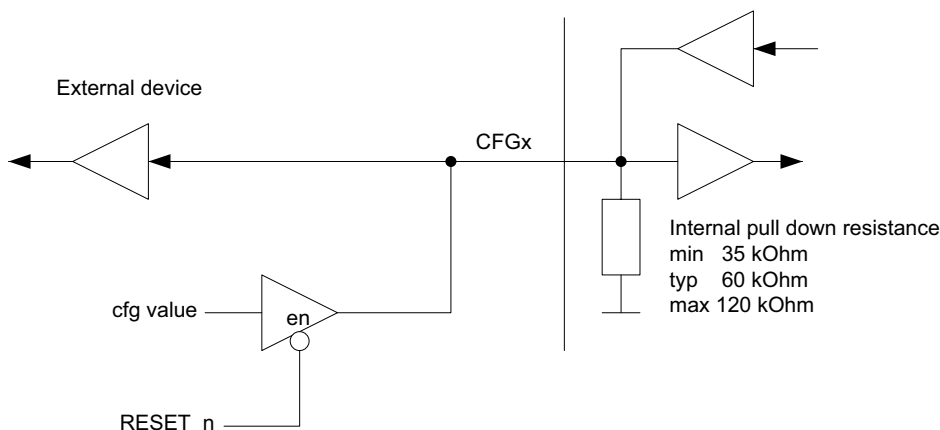 External device
CFGx
Internal pull down resistance
min 35 kOhm
typ 60 kOhm
max 120 kOhm
cfg value
en
RESET_n